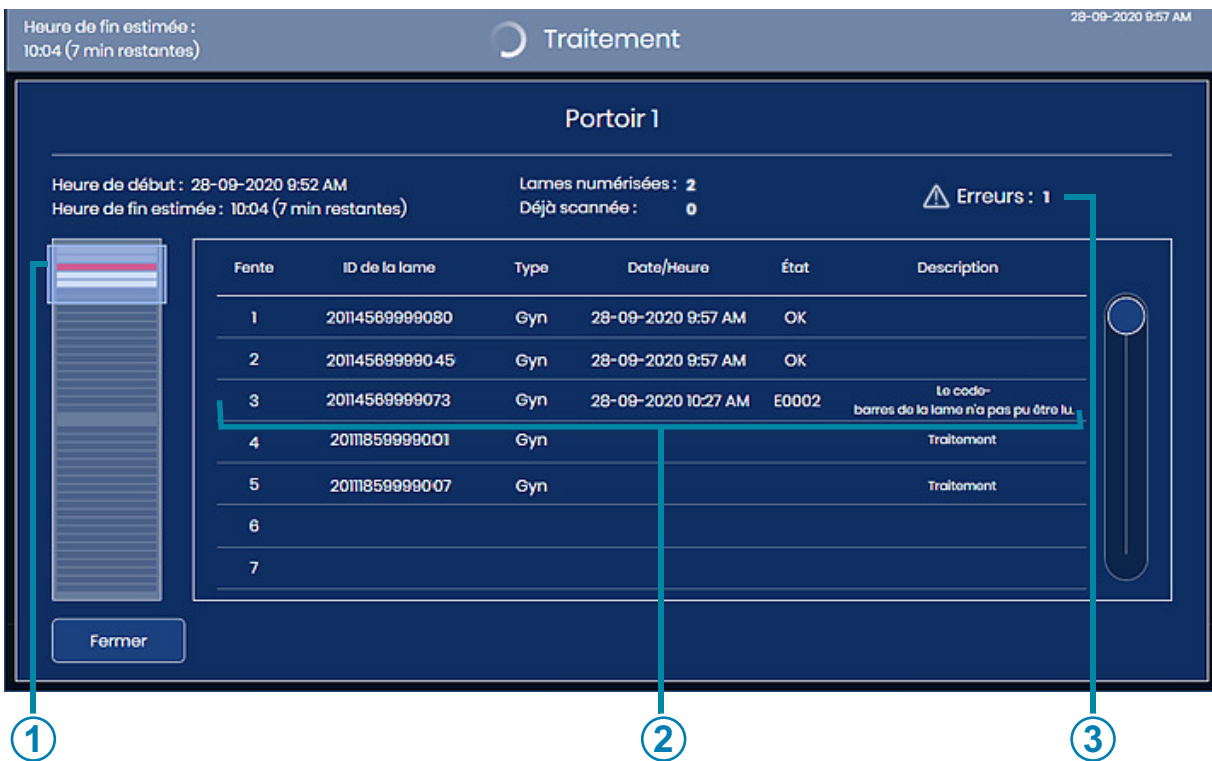 Heure de fin estimée :
10:04 (7 min restantes)
Traitement
28-09-2020 9:57 AM
Portoir 1
Heure de début : 28-09-2020 9:52 AM
Heure de fin estimée : 10:04 (7 min restantes)
Lames numérisées : 2
Déjà scannée : 0
Erreurs : 1
Fente ID de la lame Type Date/Heure État Description
1 20114569999080 Gyn 28-09-2020 9:57 AM OK
2 20114569999045 Gyn 28-09-2020 9:57 AM OK
3 20114569999073 Gyn 28-09-2020 10:27 AM E0002 Le code-
barres de la lame n'a pas pu être lu.
4 20111859999001 Gyn Traitement
5 20111859999007 Gyn Traitement
6
7
Fermer
1 2 3